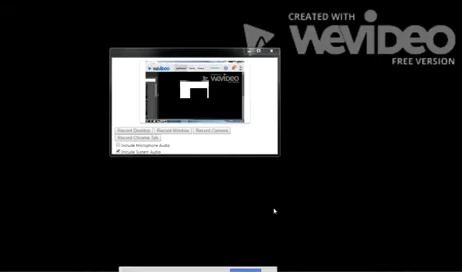 CREATED WITH
WEVIDEO
FREE VERSION
WEVIDEO
Record Desktop Record Window Record Camera
Record Chrome Tab
Include Microphone Audio
Include System Audio